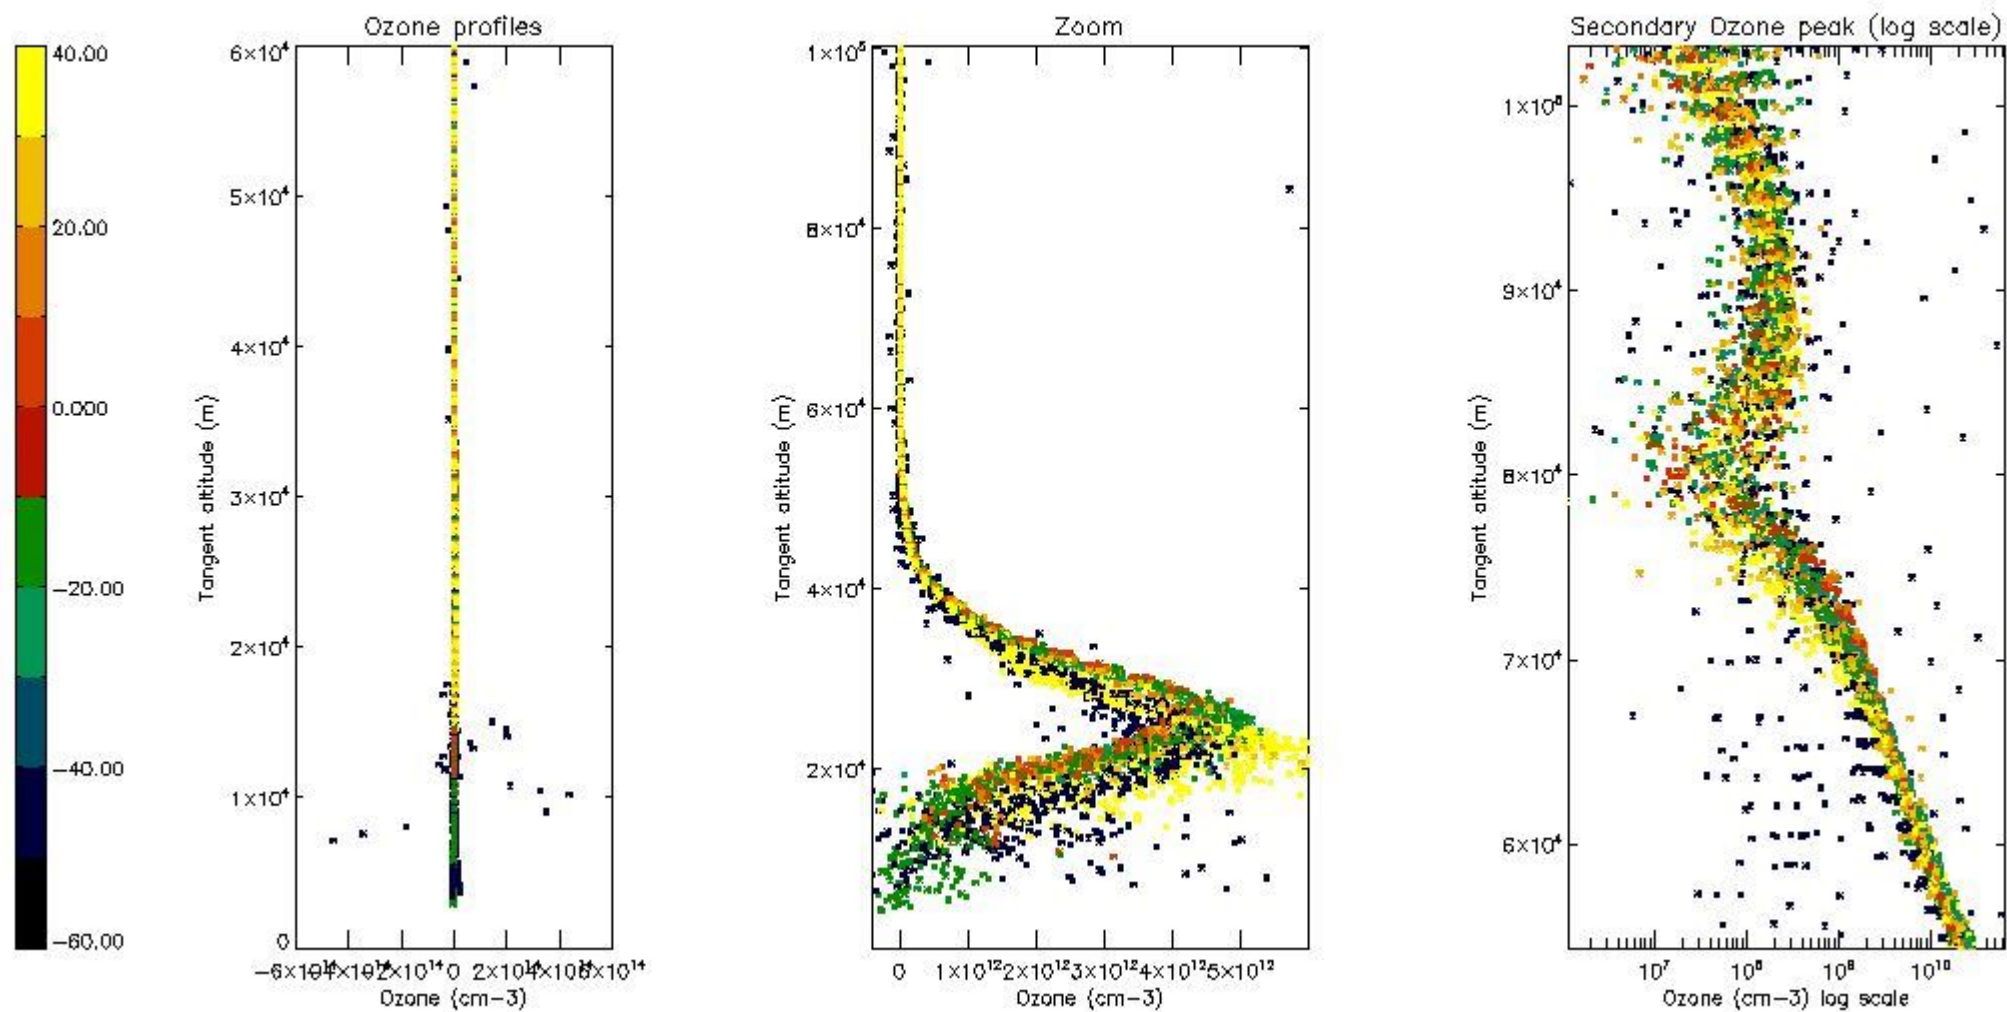 Ozone profiles
Zoom
Secondary Ozone peak (log scale)
40.00
20.00
0.000
−20.00
−40.00
−60.00
6×10⁴
5×10⁴
4×10⁴
3×10⁴
2×10⁴
1×10⁴
0
Tangent altitude (m)
0
Ozone (cm−3)
1×10⁵
8×10⁴
6×10⁴
4×10⁴
2×10⁴
Tangent altitude (m)
0 1×10¹² 2×10¹² 3×10¹² 4×10¹² 5×10¹²
Ozone (cm−3)
9×10⁴
8×10⁴
7×10⁴
6×10⁴
Tangent altitude (m)
10⁷ 10⁸ 10⁹ 10¹⁰
Ozone (cm−3) log scale